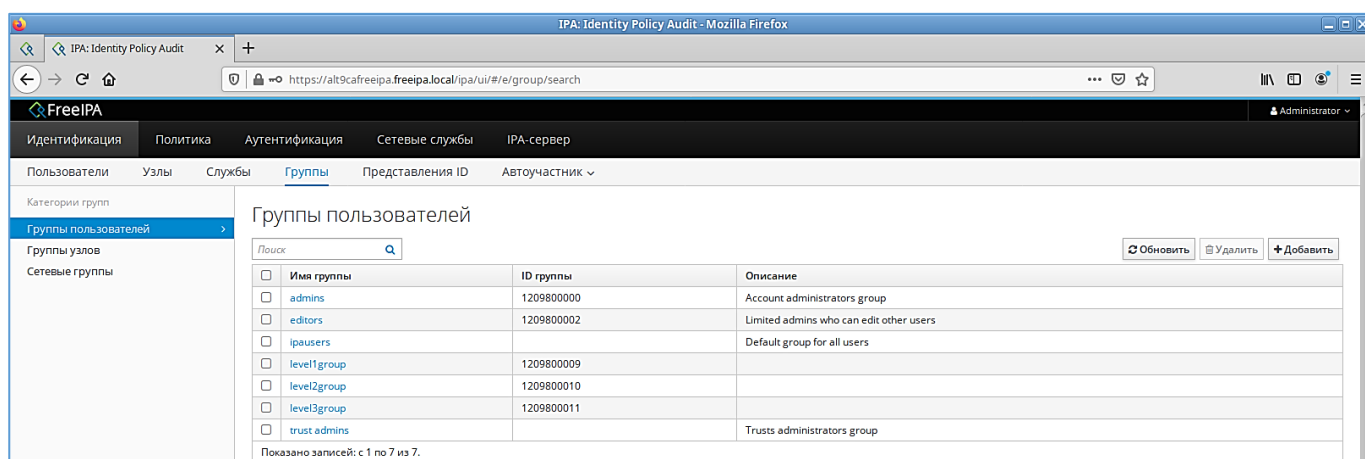 IPA: Identity Policy Audit - Mozilla Firefox
IPA: Identity Policy Audit
https://alt9cafreeipa.freeipa.local/ipa/ui/#/e/group/search
FreeIPA Administrator
Идентификация Политика Аутентификация Сетевые службы IPA-сервер
Пользователи Узлы Службы Группы Представления ID Автоучастник
Категории групп
Группы пользователей
Группы узлов
Сетевые группы
Группы пользователей
Поиск Обновить Удалить Добавить
Имя группы ID группы Описание
admins 1209800000 Account administrators group
editors 1209800002 Limited admins who can edit other users
ipausers Default group for all users
level1group 1209800009
level2group 1209800010
level3group 1209800011
trust admins Trusts administrators group
Показано записей: с 1 по 7 из 7.